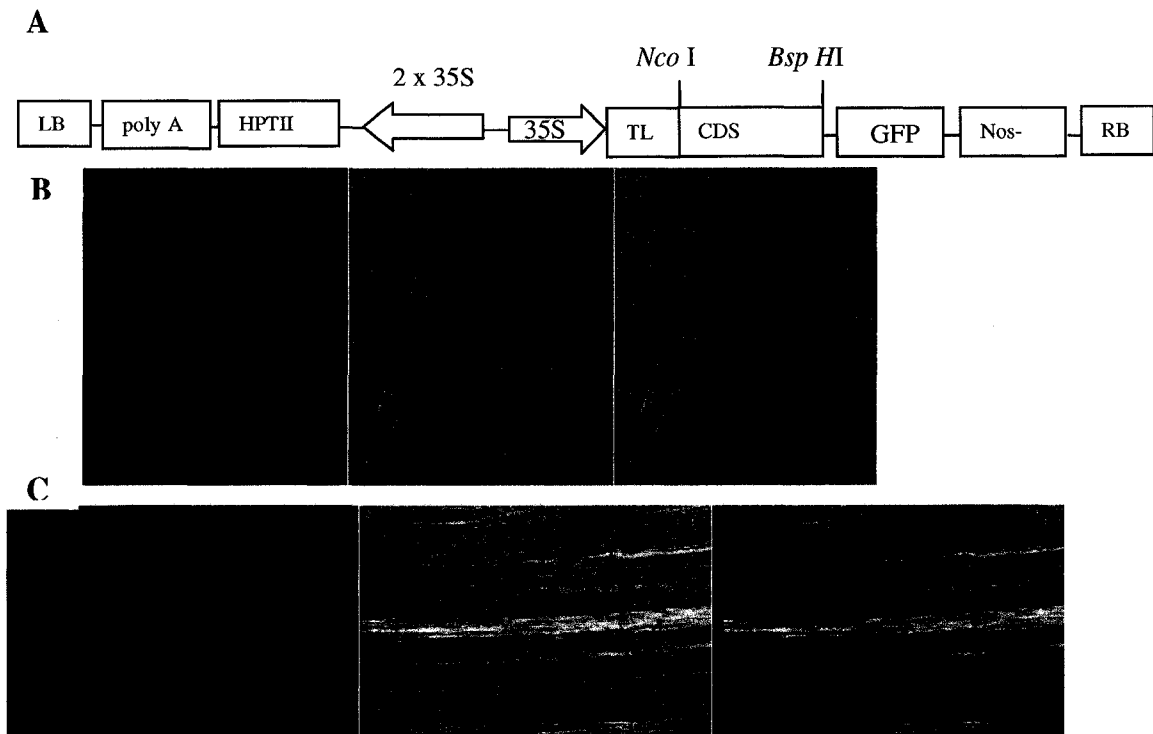 A
Nco I Bsp HI
2 x 35S
LB poly A HPTII 35S TL CDS GFP Nos- RB
B
C